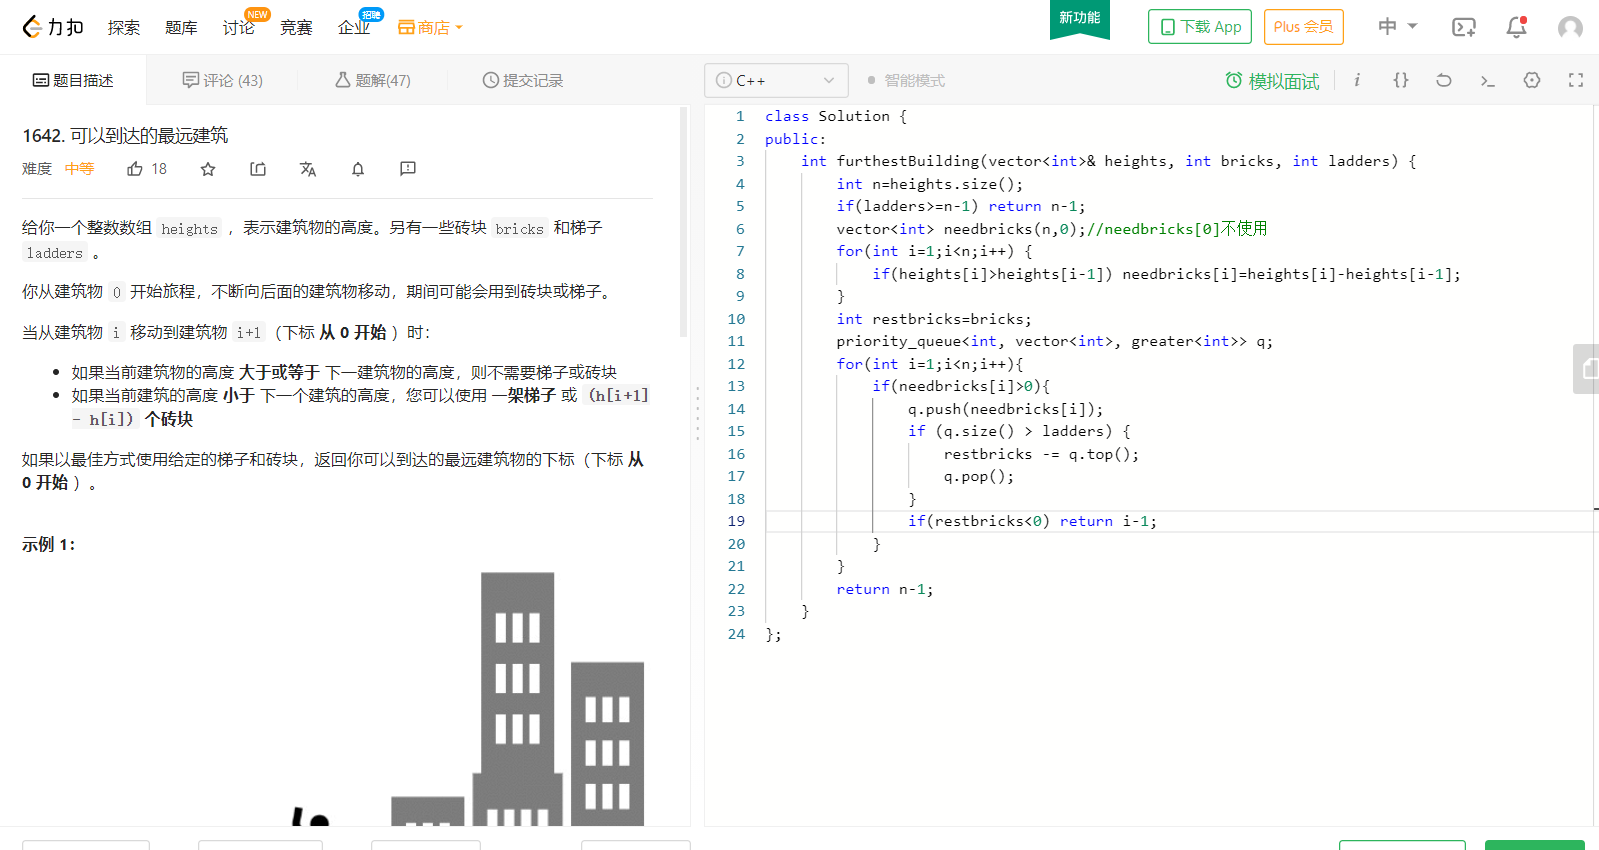 力扣 探索 题库 讨论 NEW 竞赛 企业 招聘 商店 新功能 下载 App Plus 会员 中
题目描述 评论 (43) 题解(47) 提交记录
1642. 可以到达的最远建筑
难度 中等 18
给你一个整数数组 heights ，表示建筑物的高度。另有一些砖块 bricks 和梯子
ladders 。
你从建筑物 0 开始旅程，不断向后面的建筑物移动，期间可能会用到砖块或梯子。
当从建筑物 i 移动到建筑物 i+1（下标 从 0 开始 ）时：
如果当前建筑物的高度 大于或等于 下一建筑物的高度，则不需要梯子或砖块
如果当前建筑的高度 小于 下一个建筑的高度，您可以使用 一架梯子 或 （h[i+1]
- h[i]） 个砖块
如果以最佳方式使用给定的梯子和砖块，返回你可以到达的最远建筑物的下标（下标 从
0 开始 ）。
示例 1：
C++ 智能模式 模拟面试 i {}
1 class Solution {
2 public:
3 int furthestBuilding(vector<int>& heights, int bricks, int ladders) {
4 int n=heights.size();
5 if(ladders>=n-1) return n-1;
6 vector<int> needbricks(n,0);//needbricks[0]不使用
7 for(int i=1;i<n;i++) {
8 if(heights[i]>heights[i-1]) needbricks[i]=heights[i]-heights[i-1];
9 }
10 int restbricks=bricks;
11 priority_queue<int, vector<int>, greater<int>> q;
12 for(int i=1;i<n;i++){
13 if(needbricks[i]>0){
14 q.push(needbricks[i]);
15 if (q.size() > ladders) {
16 restbricks -= q.top();
17 q.pop();
18 }
19 if(restbricks<0) return i-1;
20 }
21 }
22 return n-1;
23 }
24 };